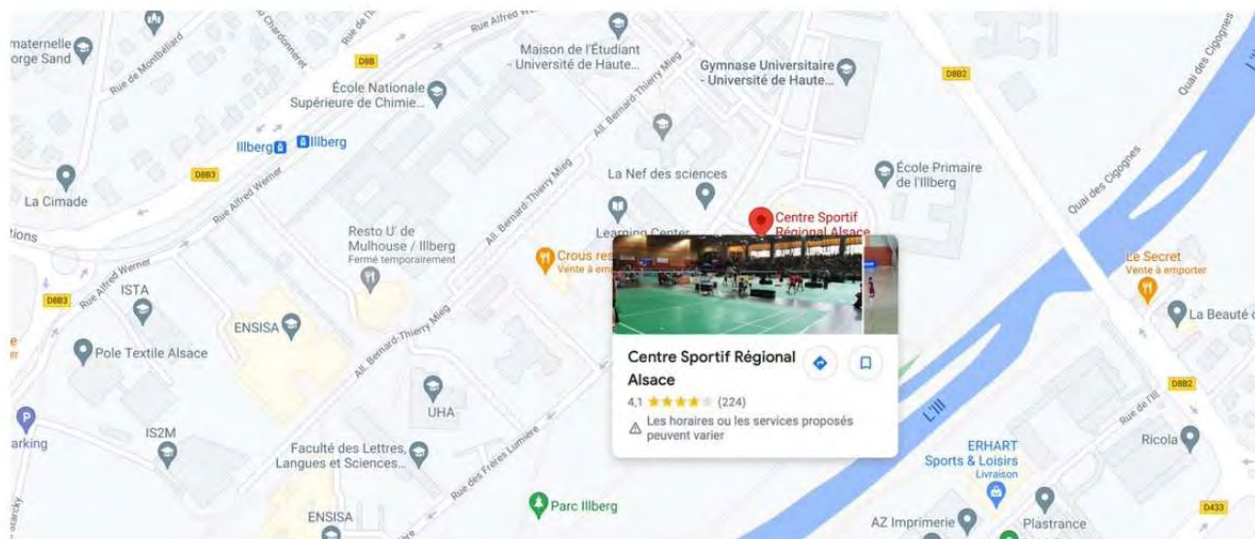 maternelle
orge Sand
Rue de Montbéliard
Rue Alfred Werner
D8B
Maison de l'Étudiant
- Université de Haute...
Gymnase Universitaire
- Université de Haute...
D8B2
Quai des Cigognes
École Nationale
Supérieure de Chimie...
All. Bernard-Thierry Mieg
Illberg
Illberg
D8B3
La Cimade
La Nef des sciences
École Primaire
de l'Illberg
Quai des Cigognes
Rue Alfred Werner
All. Bernard-Thierry Mieg
Resto U' de
Mulhouse / Illberg
Fermé temporairement
Learning Center
Centre Sportif
Régional Alsace
tions
Rue Alfred Werner
D8B3
Crous res
Vente à em
Le Secret
Vente à emporter
ISTA
ENSISA
All. Bernard-Thierry Mieg
La Beauté d
Pole Textile Alsace
Centre Sportif Régional
Alsace
4,1 (224)
Les horaires ou les services proposés
peuvent varier
UHA
D8B2
L'Ill
Rue de l'Ill
P
arking
IS2M
Faculté des Lettres,
Langues et Sciences...
Rue des Frères Lumière
ERHART
Sports & Loisirs
Livraison
Ricola
Parc Illberg
ENSISA
AZ Imprimerie
Plastrance
D433